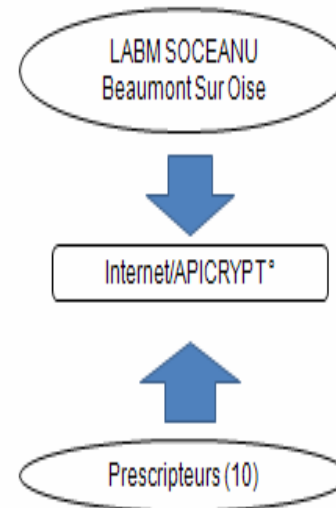 LABM SOCEANU
Beaumont Sur Oise
Internet/APICRYPT°
Prescripteurs (10)